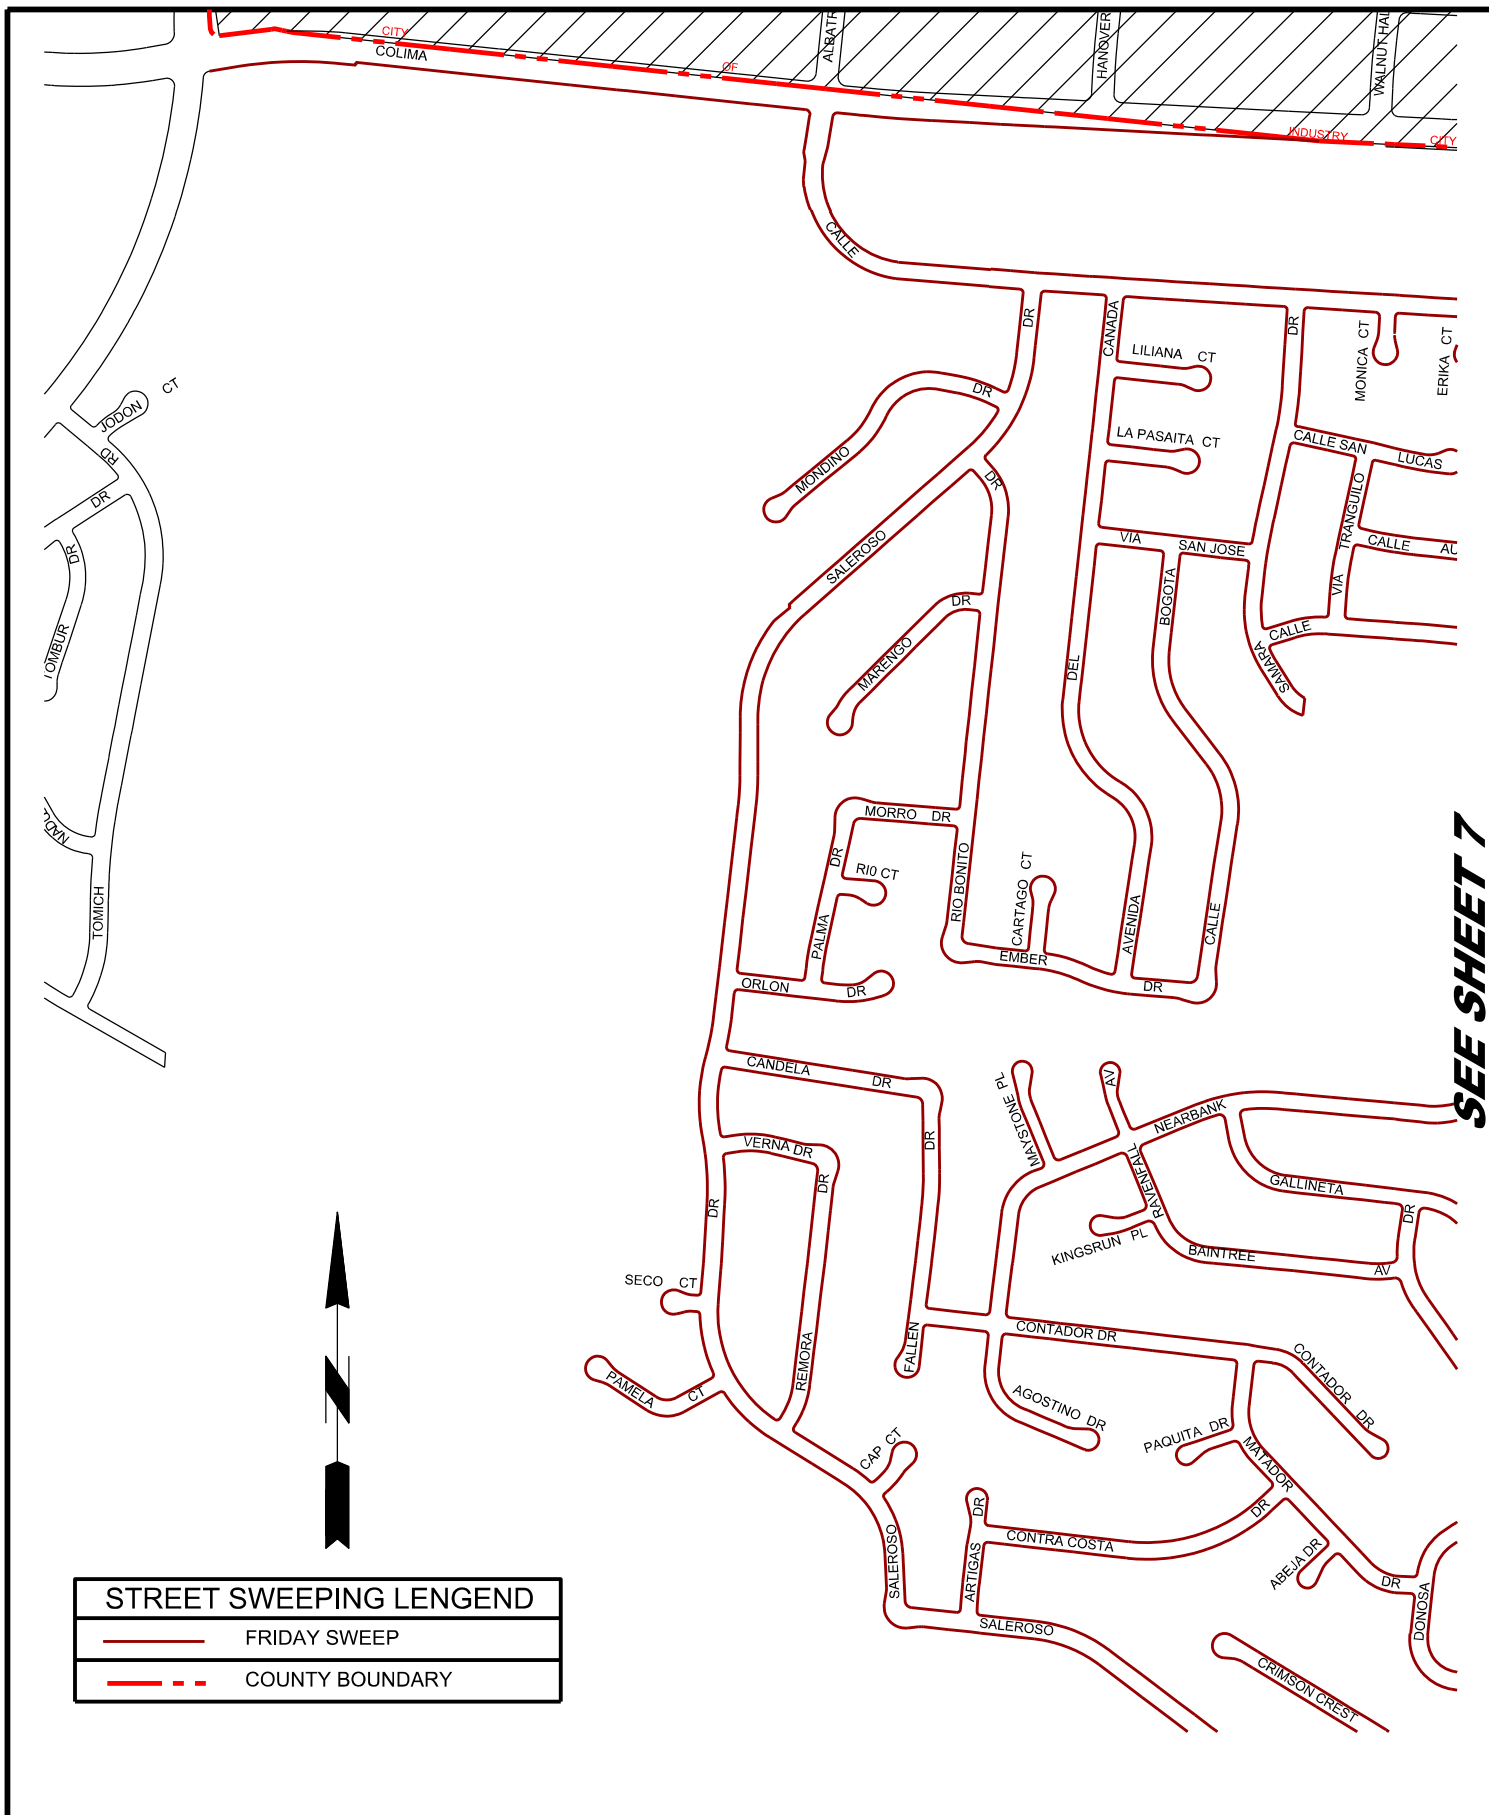 CITY
COLIMA
OF
ALBATR
HANOVER
WALNUT HAL
INDUSTRY
CITY
CALLE
DR
CANADA
LILIANA CT
DR
MONICA CT
ERIKA CT
JODON CT
RD
DR
DR
TOMBUR
TOMICH
DR
MONDINO
LA PASAITA CT
CALLE SAN
LUCAS
DR
SALEROSO
TRANGUILO
VIA
VIA
SAN JOSE
CALLE AU
BOGOTA
DR
MARENGO
DEL
CALLE
SAMARA
MORRO DR
DR
RI0 CT
PALMA
RIO BONITO
CARTAGO CT
AVENIDA
CALLE
EMBER
DR
ORLON
DR
SEE SHEET 7
CANDELA
DR
DR
MAYSTONE PL
AV
NEARBANK
VERNA DR
DR
DR
RAVENFALL
GALLINETA
DR
KINGSRUN PL
BAINTREE
AV
SECO CT
REMORA
FALLEN
CONTADOR DR
CONTADOR DR
PAMELA
CT
AGOSTINO DR
PAQUITA DR
MATADOR
CAP CT
DR
DR
CONTRA COSTA
SALEROSO
ARTIGAS
ABEJA DR
DR
DONOSA
SALEROSO
CRIMSON CREST
N
STREET SWEEPING LENGEND
FRIDAY SWEEP
COUNTY BOUNDARY